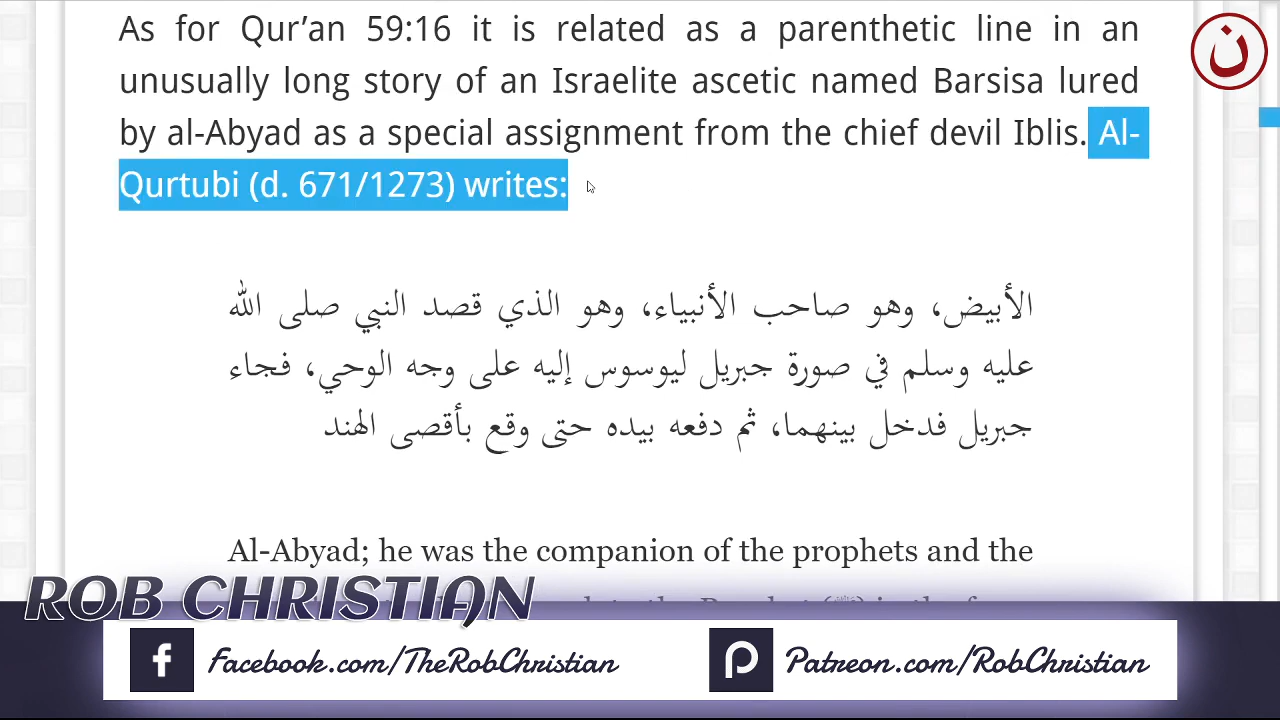 As for Qur’an 59:16 it is related as a parenthetic line in an
unusually long story of an Israelite ascetic named Barsisa lured
by al-Abyad as a special assignment from the chief devil Iblis. Al-
Qurtubi (d. 671/1273) writes:
الأبيض، وهو صاحب الأنبياء، وهو الذي قصد النبي صلى الله
عليه وسلم في صورة جبريل ليوسوس إليه على وجه الوحي، فجاء
جبريل فدخل بينهما، ثم دفعه بيده حتى وقع بأقصى الهند
Al-Abyad; he was the companion of the prophets and the
ROB CHRISTIAN
Facebook.com/TheRobChristian
Patreon.com/RobChristian
ن